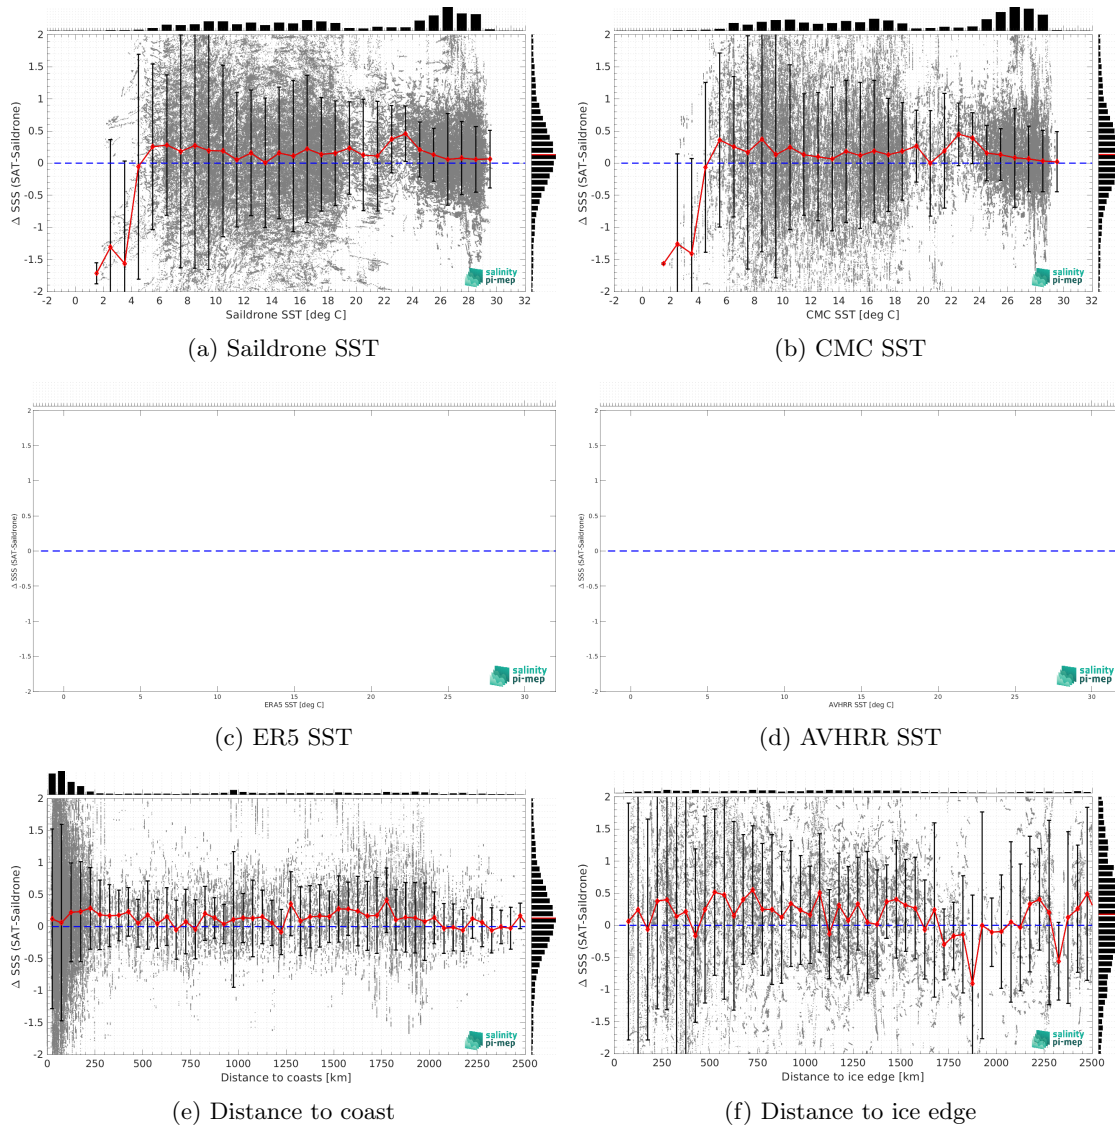 2
1.5
1
0.5
0
-0.5
-1
-1.5
-2
Δ SSS (SAT-Saildrone)
-2 0 2 4 6 8 10 12 14 16 18 20 22 24 26 28 30 32
Saildrone SST [deg C]
salinity
pi-mep
(a) Saildrone SST
2
1.5
1
0.5
0
-0.5
-1
-1.5
-2
Δ SSS (SAT-Saildrone)
-2 0 2 4 6 8 10 12 14 16 18 20 22 24 26 28 30 32
CMC SST [deg C]
salinity
pi-mep
(b) CMC SST
2
1.5
1
0.5
0
-0.5
-1
-1.5
-2
Δ SSS (SAT-Saildrone)
0 5 10 15 20 25 30
ERA5 SST [deg C]
salinity
pi-mep
(c) ER5 SST
2
1.5
1
0.5
0
-0.5
-1
-1.5
-2
Δ SSS (SAT-Saildrone)
0 5 10 15 20 25 30
AVHRR SST [deg C]
salinity
pi-mep
(d) AVHRR SST
2
1.5
1
0.5
0
-0.5
-1
-1.5
-2
Δ SSS (SAT-Saildrone)
0 250 500 750 1000 1250 1500 1750 2000 2250 2500
Distance to coasts [km]
salinity
pi-mep
(e) Distance to coast
2
1.5
1
0.5
0
-0.5
-1
-1.5
-2
Δ SSS (SAT-Saildrone)
0 250 500 750 1000 1250 1500 1750 2000 2250 2500
Distance to ice edge [km]
salinity
pi-mep
(f) Distance to ice edge